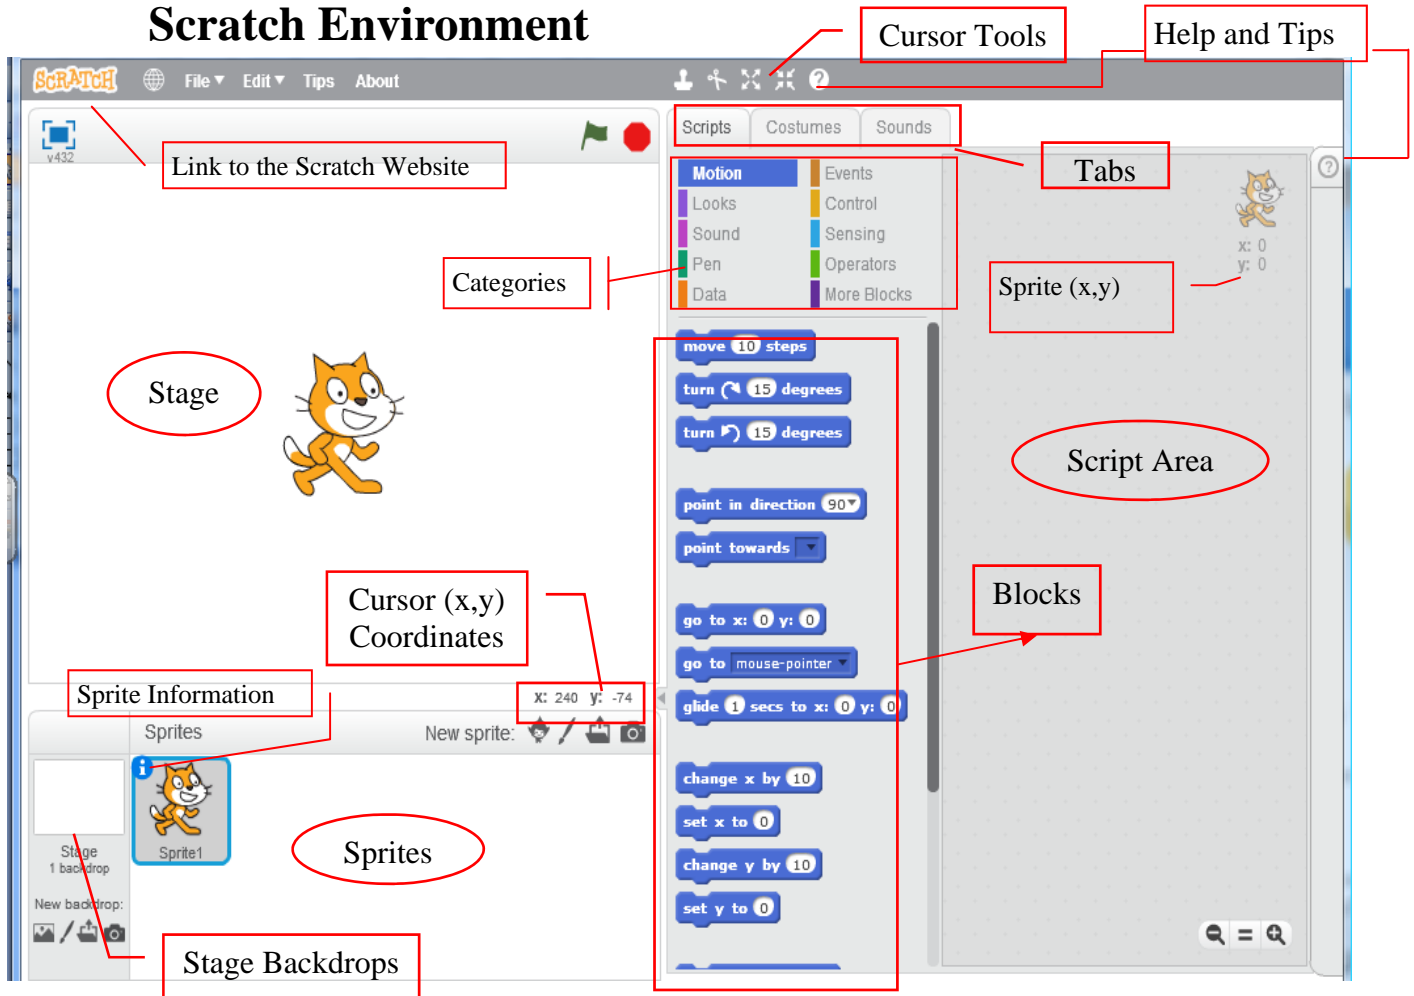 Scratch Environment
Cursor Tools
Help and Tips
SCRATCH
File Edit Tips About
v432
Link to the Scratch Website
Scripts Costumes Sounds
Tabs
Motion Events
Looks Control
Sound Sensing
Pen Operators
Data More Blocks
Categories
x: 0
y: 0
Sprite (x,y)
Stage
Script Area
Blocks
move 10 steps
turn 15 degrees
turn 15 degrees
point in direction 90
point towards
go to x: 0 y: 0
go to mouse-pointer
glide 1 secs to x: 0 y: 0
change x by 10
set x to 0
change y by 10
set y to 0
Cursor (x,y)
Coordinates
Sprite Information
X: 240 y: -74
Sprites New sprite:
Stage
1 backdrop
Sprite1
Sprites
New backdrop:
Stage Backdrops